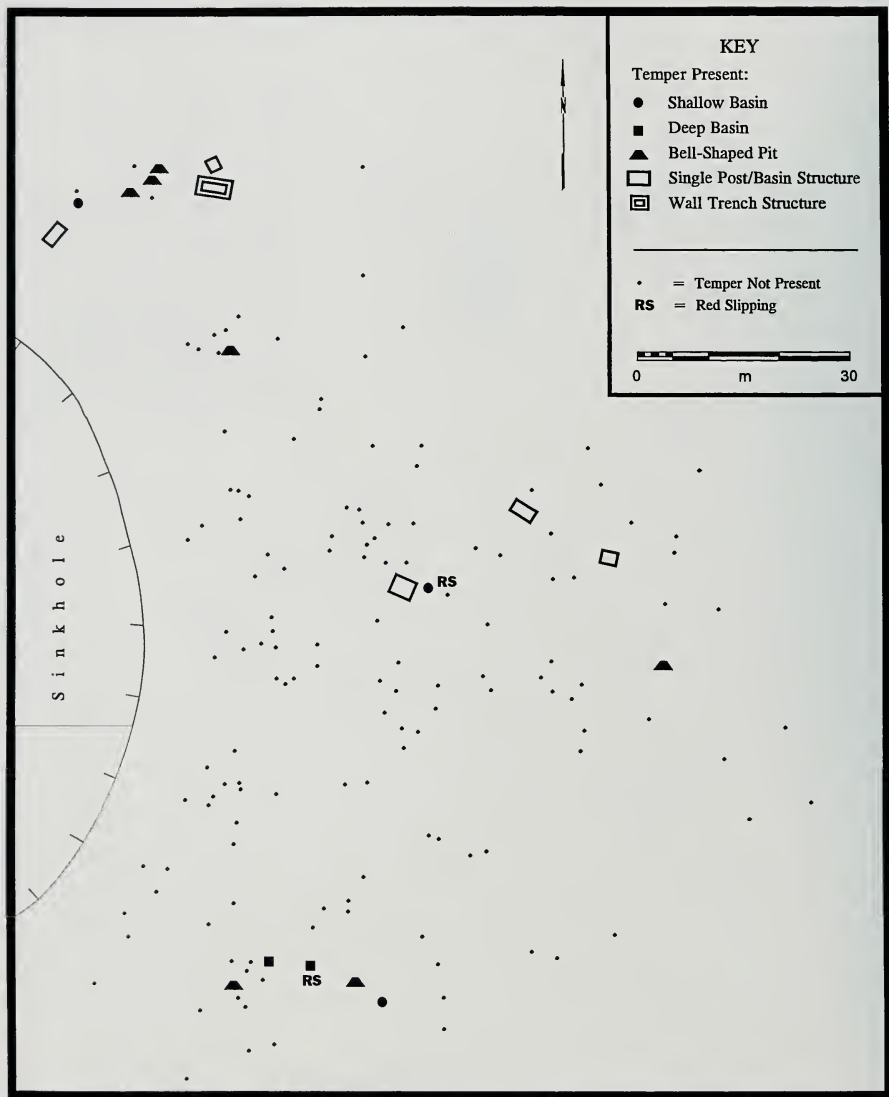 KEY
Temper Present:
Shallow Basin
Deep Basin
Bell-Shaped Pit
Single Post/Basin Structure
Wall Trench Structure
• = Temper Not Present
RS = Red Slipping
0 m 30
N
Sinkhole
RS
RS